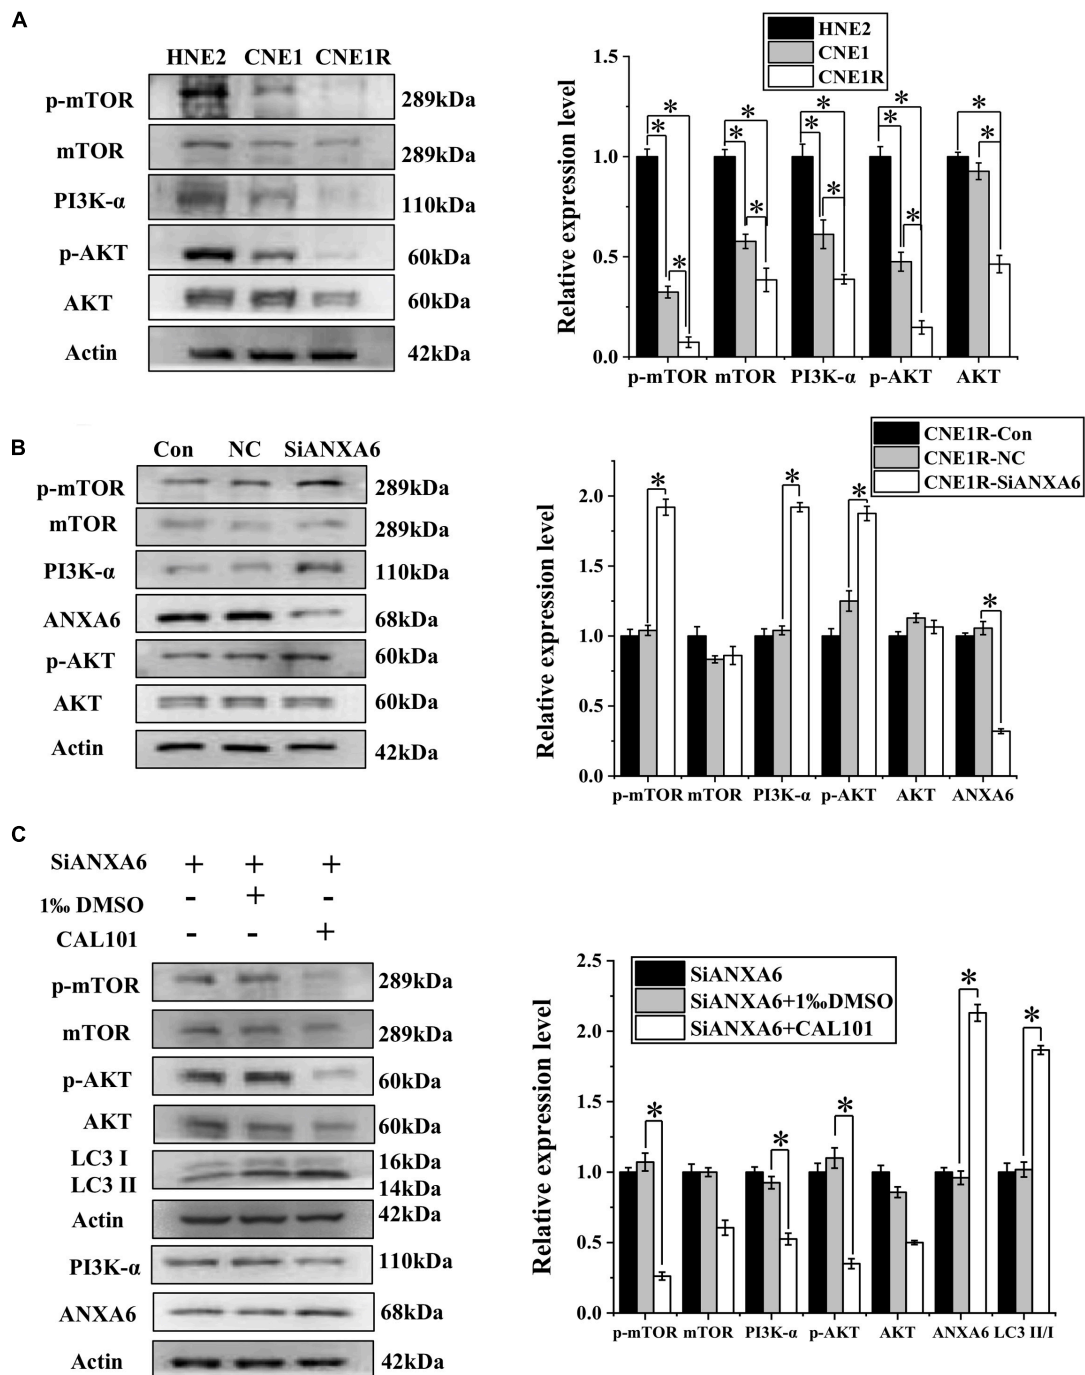 A
HNE2 CNE1 CNE1R
p-mTOR 289kDa
mTOR 289kDa
PI3K-α 110kDa
p-AKT 60kDa
AKT 60kDa
Actin 42kDa
HNE2
CNE1
CNE1R
Relative expression level
1.5
1.0
0.5
0.0
* * * * * * * * * * * * * *
p-mTOR mTOR PI3K-α p-AKT AKT
B
Con NC SiANXA6
p-mTOR 289kDa
mTOR 289kDa
PI3K-α 110kDa
ANXA6 68kDa
p-AKT 60kDa
AKT 60kDa
Actin 42kDa
CNE1R-Con
CNE1R-NC
CNE1R-SiANXA6
Relative expression level
2.0
1.5
1.0
0.5
0.0
* * * *
p-mTOR mTOR PI3K-α p-AKT AKT ANXA6
C
SiANXA6 + + +
1‰ DMSO - + -
CAL101 - - +
p-mTOR 289kDa
mTOR 289kDa
p-AKT 60kDa
AKT 60kDa
LC3 I 16kDa
LC3 II 14kDa
Actin 42kDa
PI3K-α 110kDa
ANXA6 68kDa
Actin 42kDa
SiANXA6
SiANXA6+1‰DMSO
SiANXA6+CAL101
Relative expression level
2.5
2.0
1.5
1.0
0.5
0.0
* * * * *
p-mTOR mTOR PI3K-α p-AKT AKT ANXA6 LC3 II/I